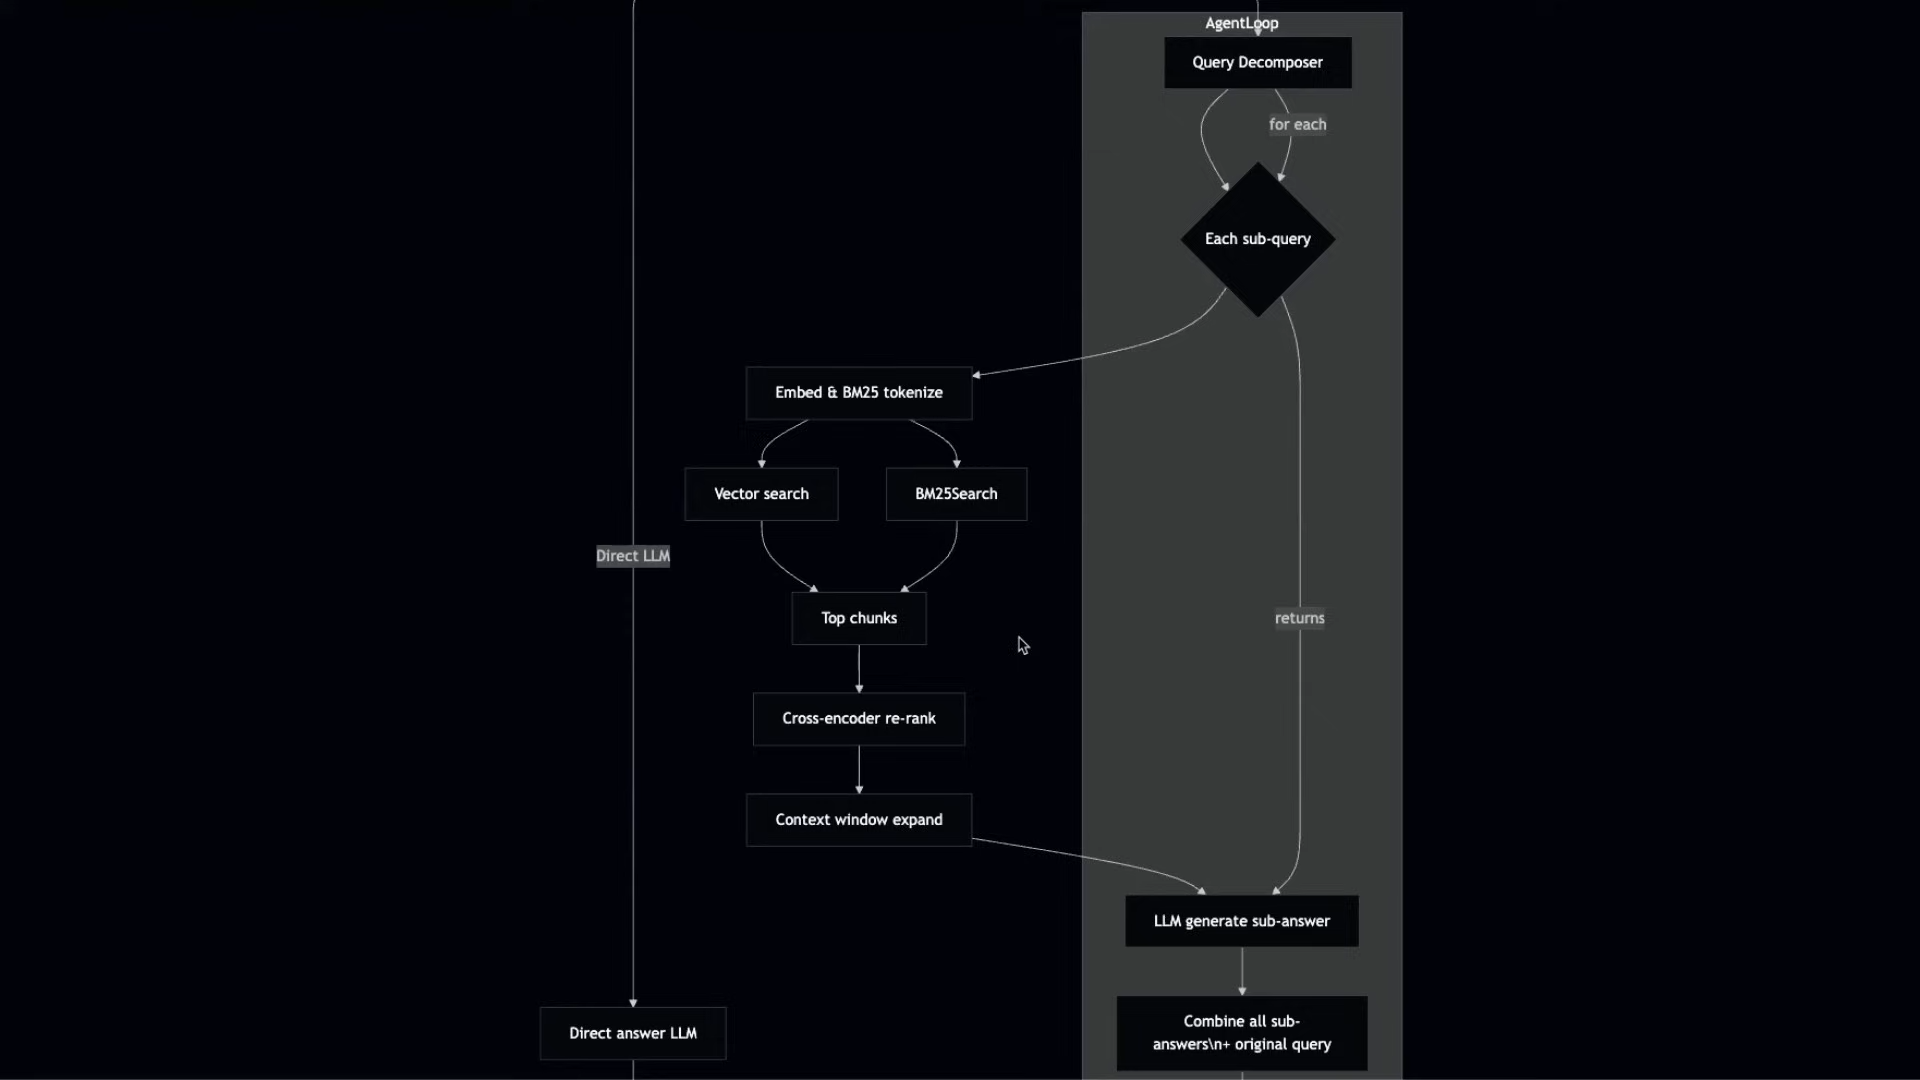 AgentLoop
Query Decomposer
for each
Each sub-query
Embed & BM25 tokenize
Vector search
BM25Search
Direct LLM
Top chunks
returns
Cross-encoder re-rank
Context window expand
LLM generate sub-answer
Direct answer LLM
Combine all sub-
answers\n+ original query